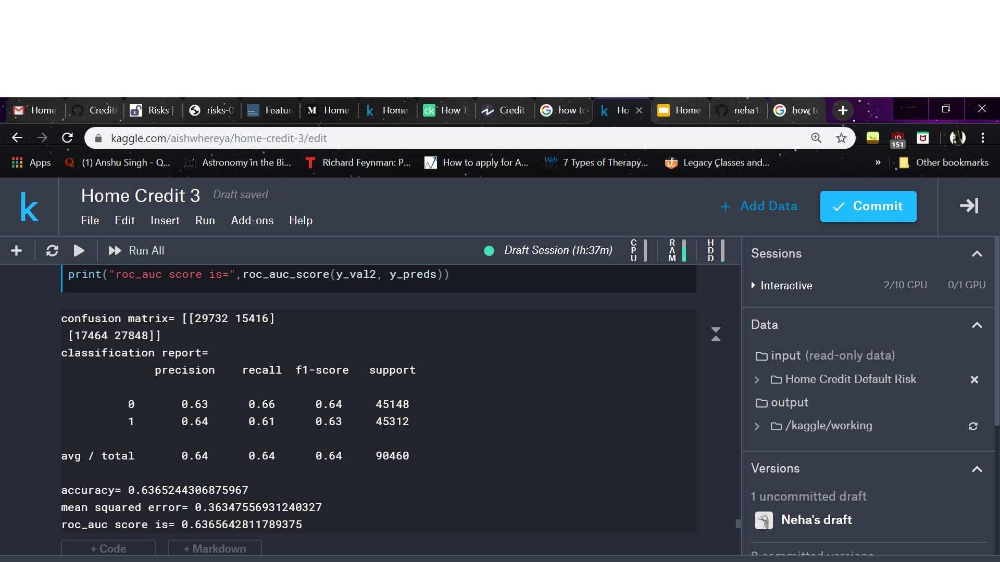 Home
Credit
Risks
risks-0
Featur
M Home
k Home
ck How T
Credit
how to
k Ho
Home
neha1
how to
kaggle.com/aishwhereya/home-credit-3/edit
151
Apps
(1) Anshu Singh - Q...
Astronomy in the Bi...
T Richard Feynman: P...
How to apply for A...
Web MD 7 Types of Therapy...
Legacy Classes and...
»
Other bookmarks
k
Home Credit 3 Draft saved
File Edit Insert Run Add-ons Help
+ Add Data
Commit
Run All
Draft Session (1h:37m)
CPU
RAM
HDD
print("roc_auc score is=",roc_auc_score(y_val2, y_preds))
confusion matrix= [[29732 15416]
[17464 27848]]
classification report=
precision recall f1-score support
0 0.63 0.66 0.64 45148
1 0.64 0.61 0.63 45312
avg / total 0.64 0.64 0.64 90460
accuracy= 0.6365244306875967
mean squared error= 0.36347556931240327
roc_auc score is= 0.6365642811789375
+ Code + Markdown
Sessions
Interactive 2/10 CPU 0/1 GPU
Data
input (read-only data)
Home Credit Default Risk
output
/kaggle/working
Versions
1 uncommitted draft
Neha's draft
committed versions